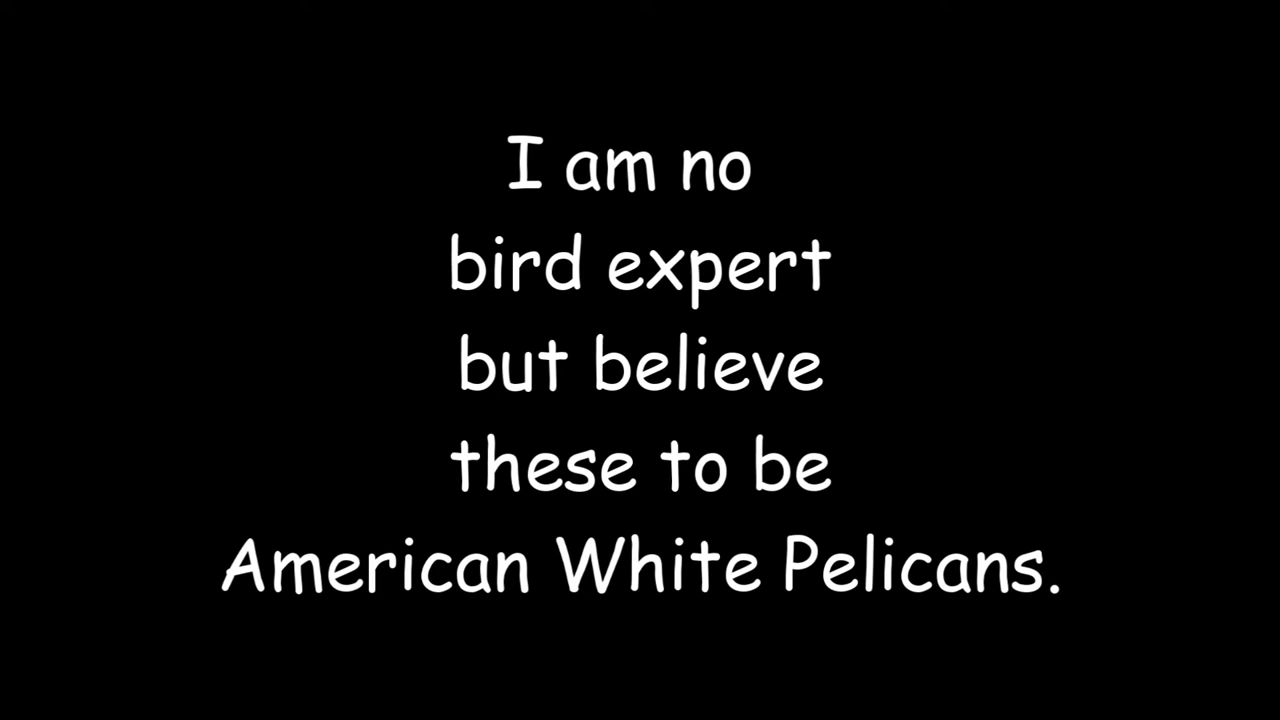 I am no
bird expert
but believe
these to be
American White Pelicans.